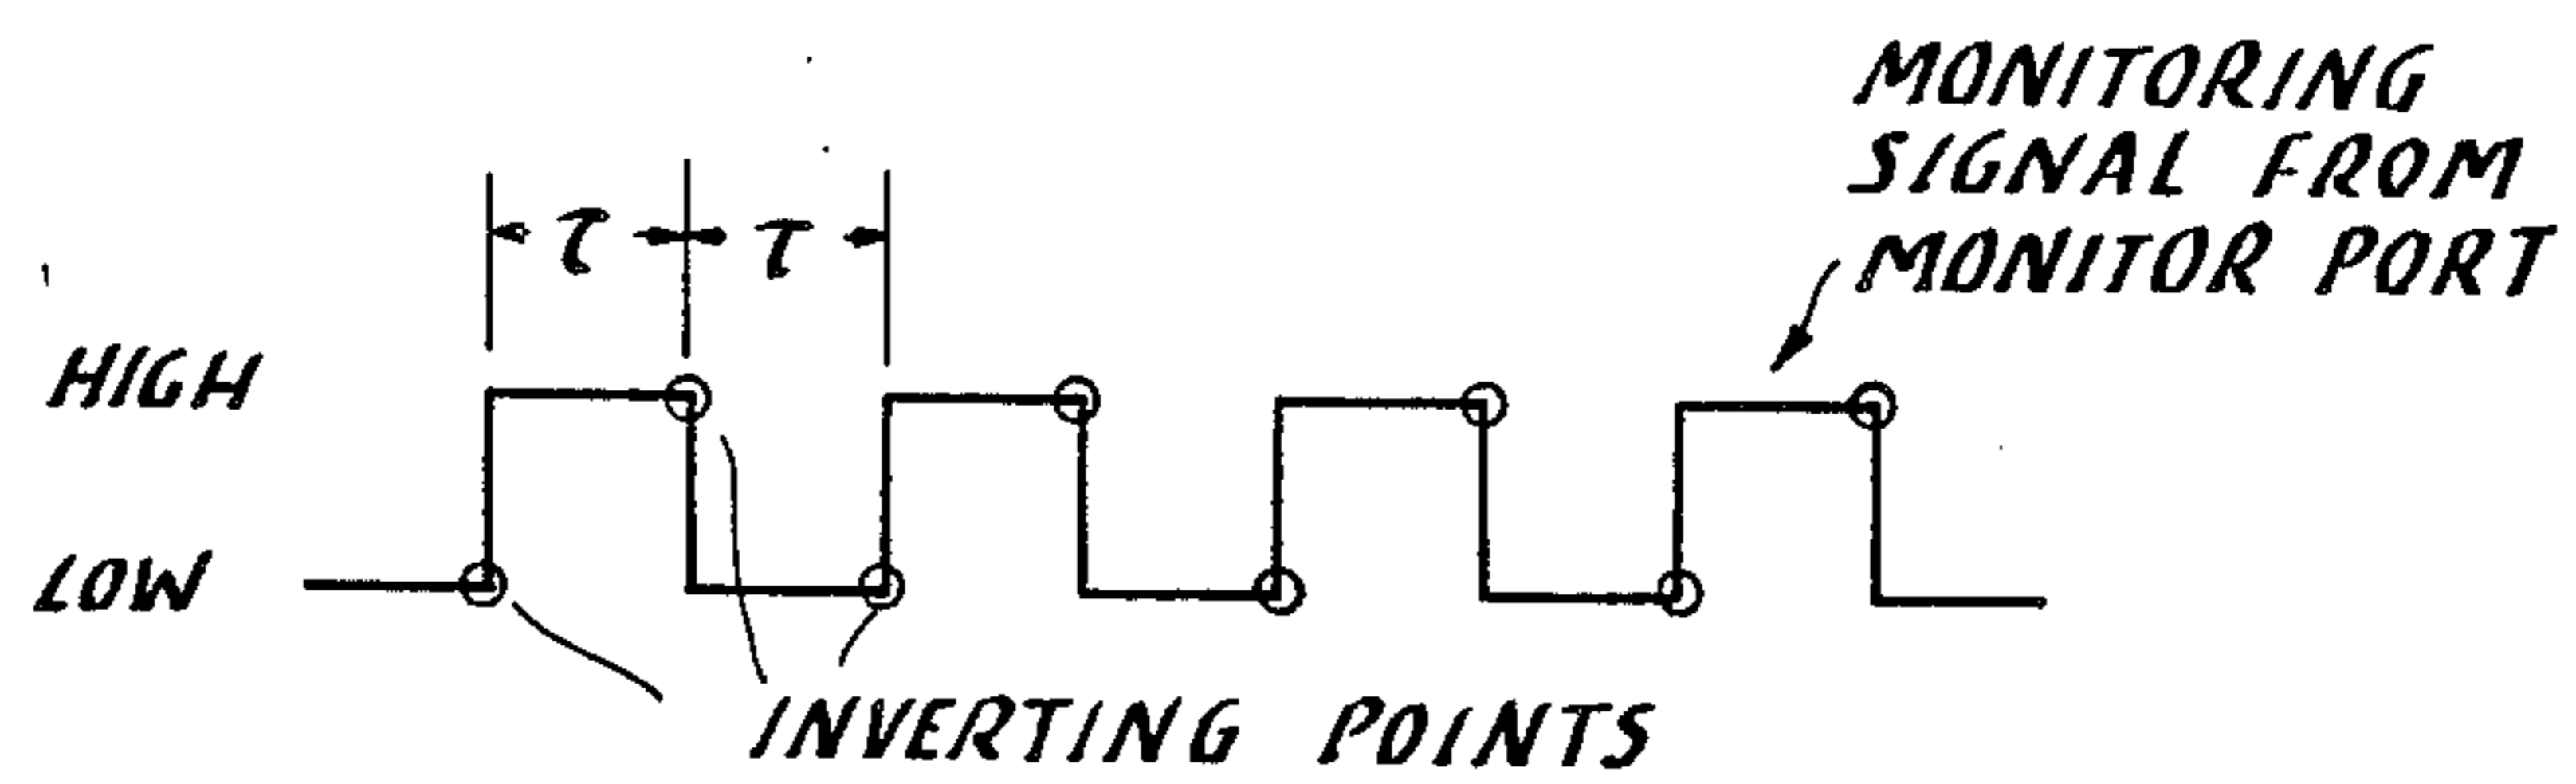 MONITORING
SIGNAL FROM
MONITOR PORT
τ τ
HIGH
LOW
INVERTING POINTS